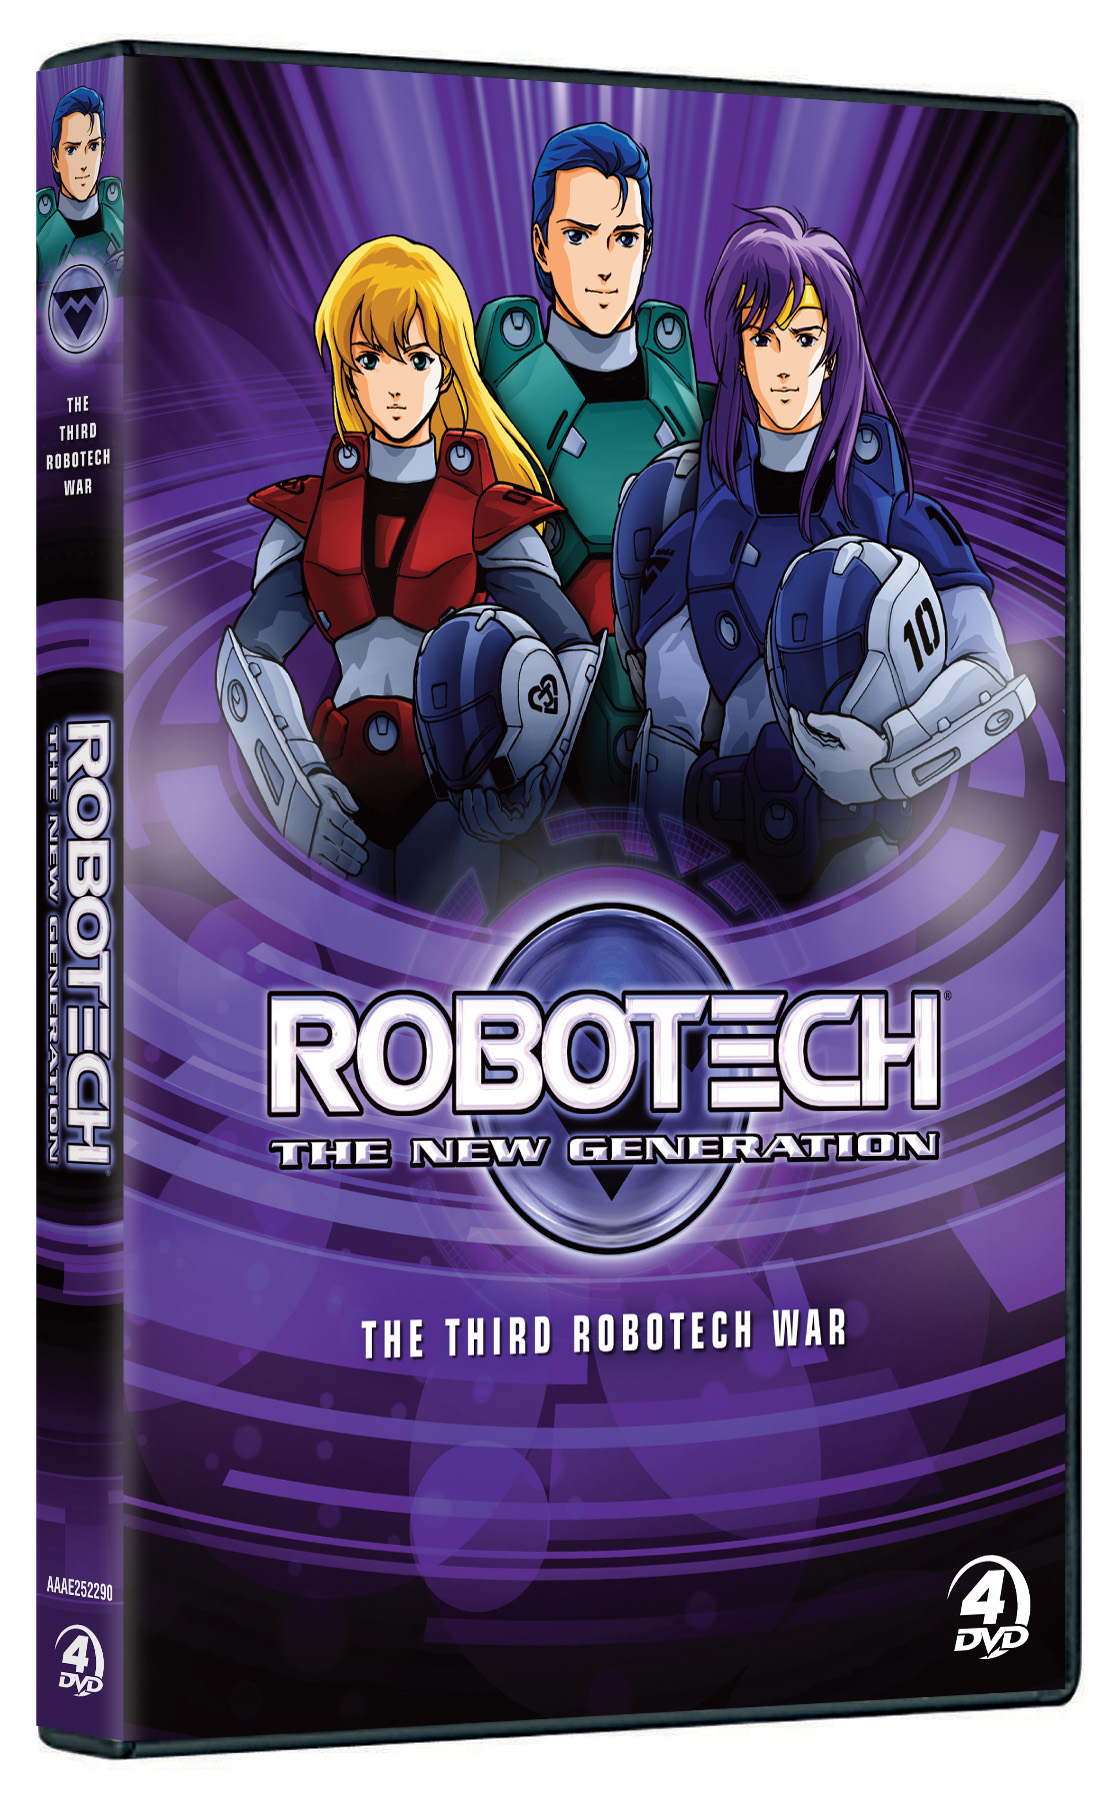 THE
THIRD
ROBOTECH
WAR
ROBOTECH
THE NEW GENERATION
AAAE252290
4
DVD
10
ROBOTECH®
THE NEW GENERATION
THE THIRD ROBOTECH WAR
4
DVD